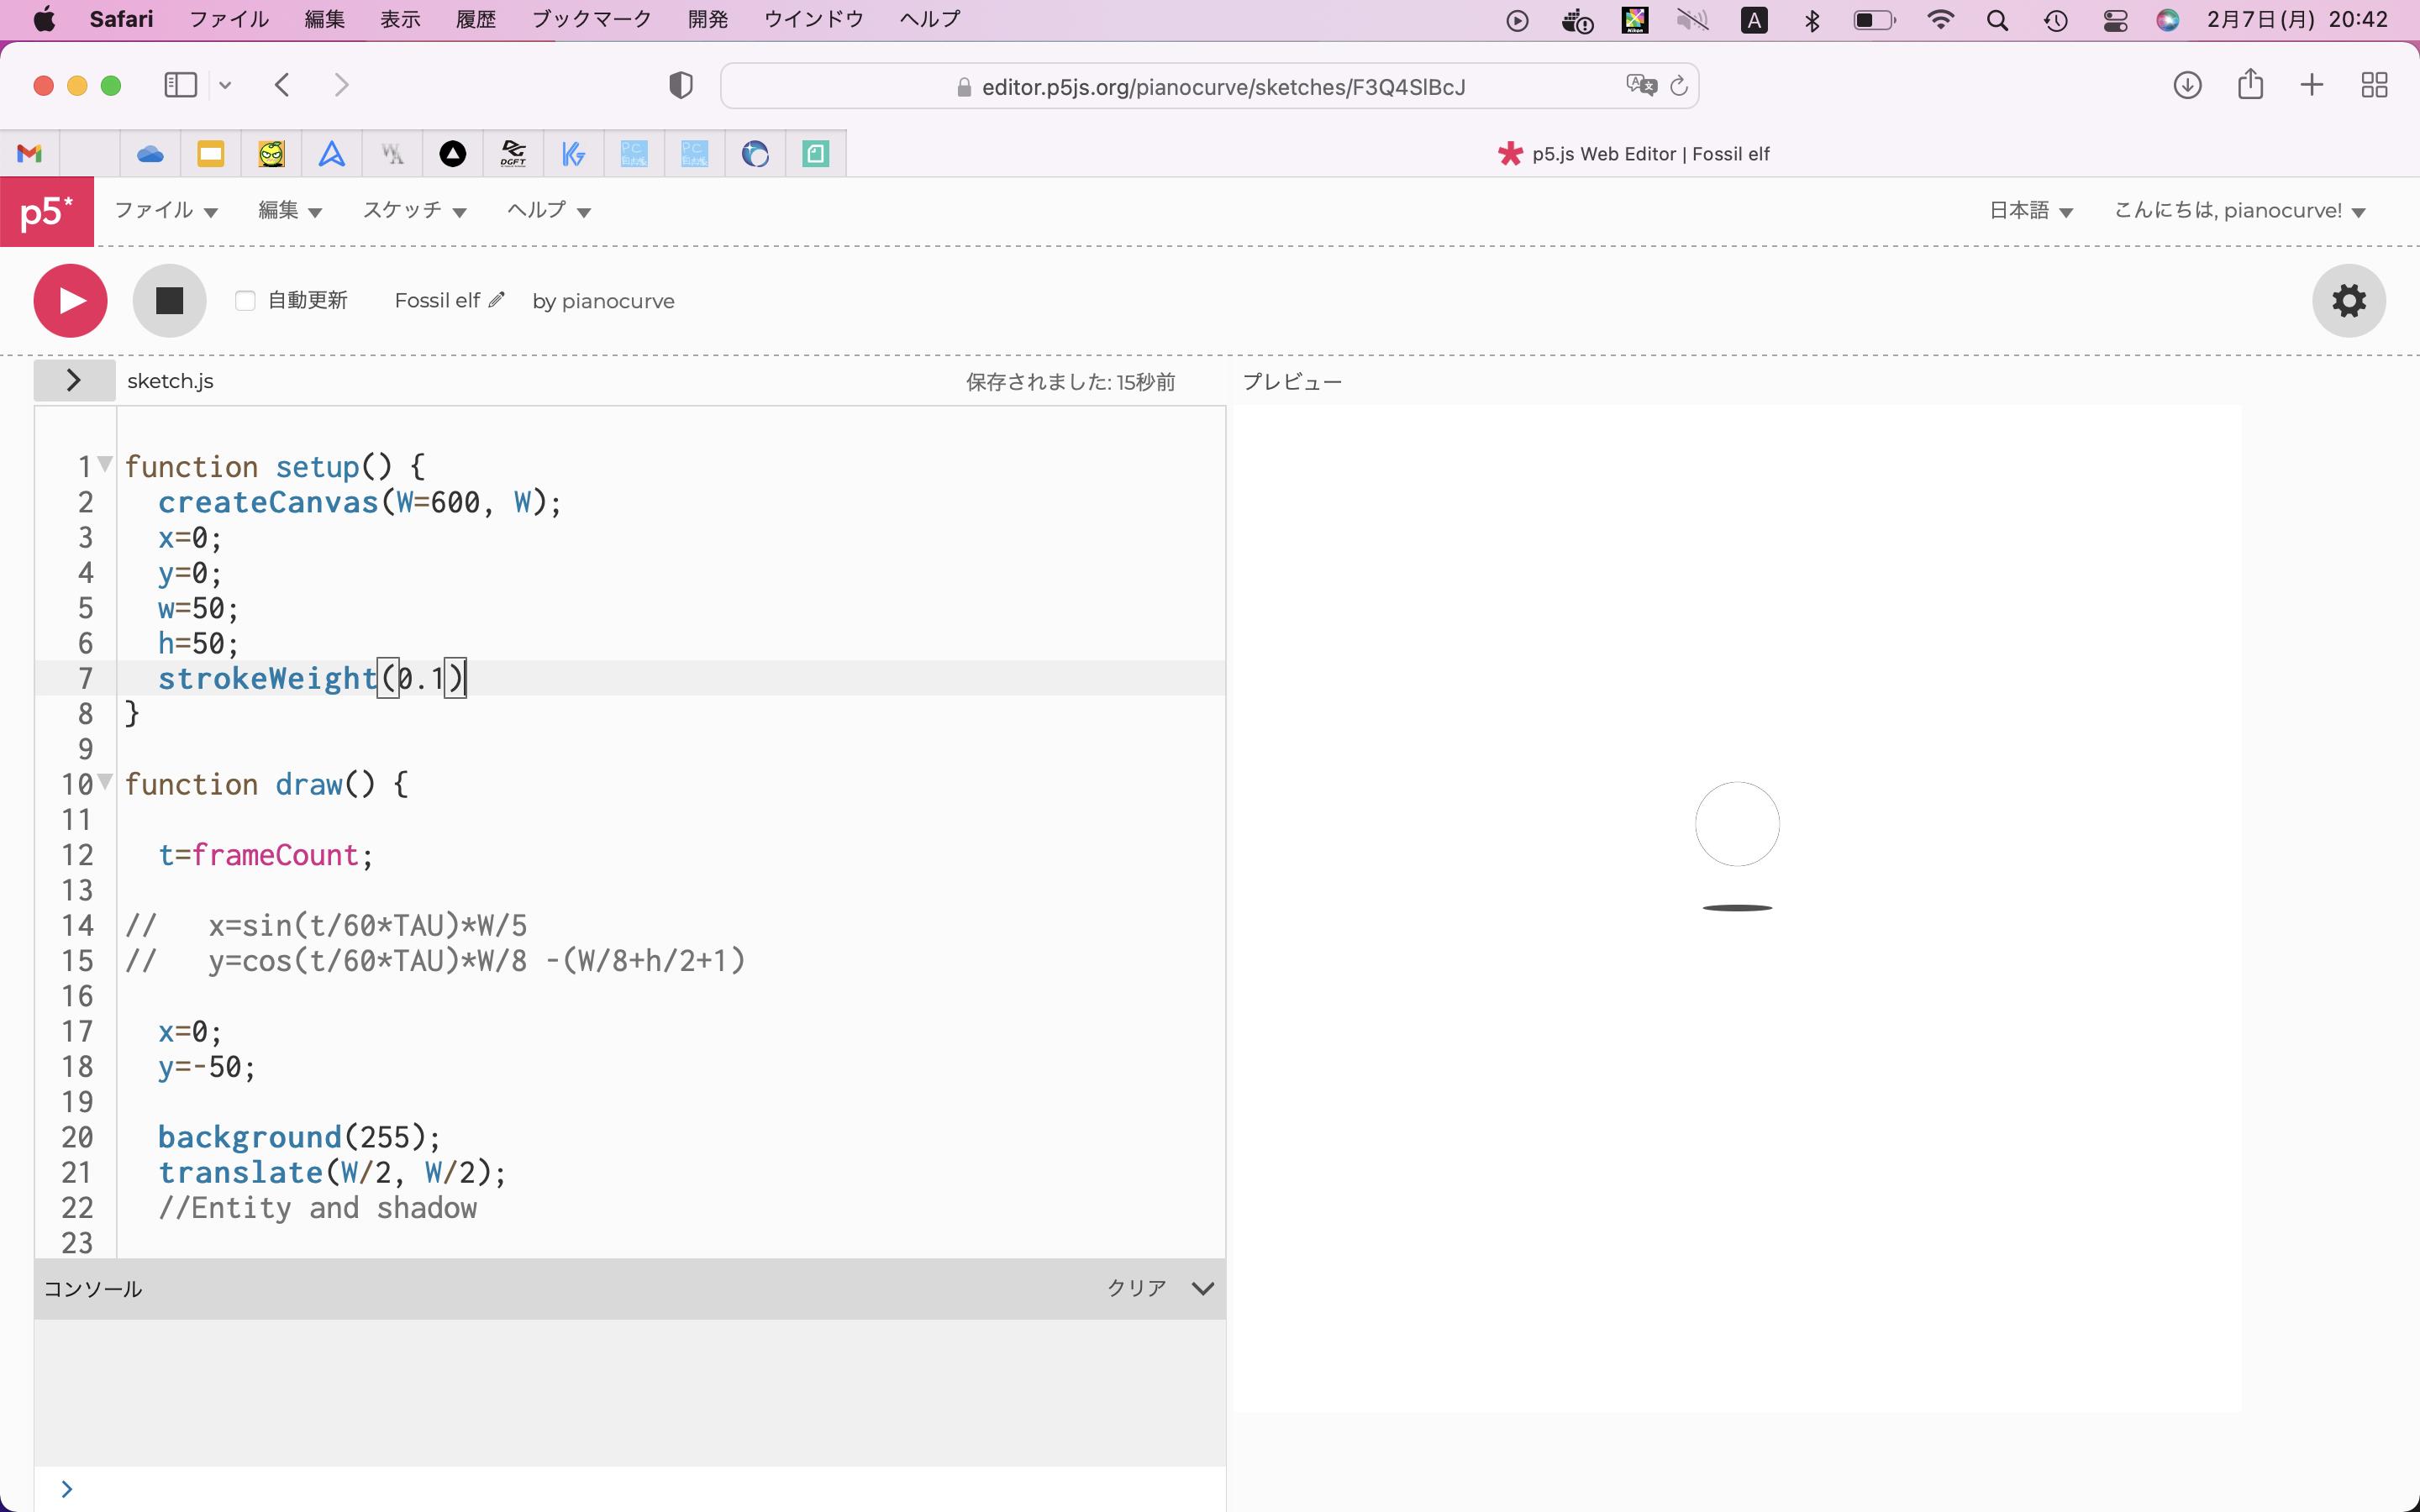 Safari ファイル 編集 表示 履歴 ブックマーク 開発 ウインドウ ヘルプ A 2月7日(月) 20:42
editor.p5js.org/pianocurve/sketches/F3Q4SlBcJ
DGFT p5.js Web Editor | Fossil elf
p5* ファイル 編集 スケッチ ヘルプ 日本語 こんにちは, pianocurve!
自動更新 Fossil elf by pianocurve
sketch.js 保存されました: 15秒前 プレビュー
1 function setup() {
2 createCanvas(W=600, W);
3 x=0;
4 y=0;
5 w=50;
6 h=50;
7 strokeWeight(0.1)
8 }
9
10 function draw() {
11
12 t=frameCount;
13
14 //   x=sin(t/60*TAU)*W/5
15 //   y=cos(t/60*TAU)*W/8 -(W/8+h/2+1)
16
17 x=0;
18 y=-50;
19
20 background(255);
21 translate(W/2, W/2);
22 //Entity and shadow
23
コンソール クリア